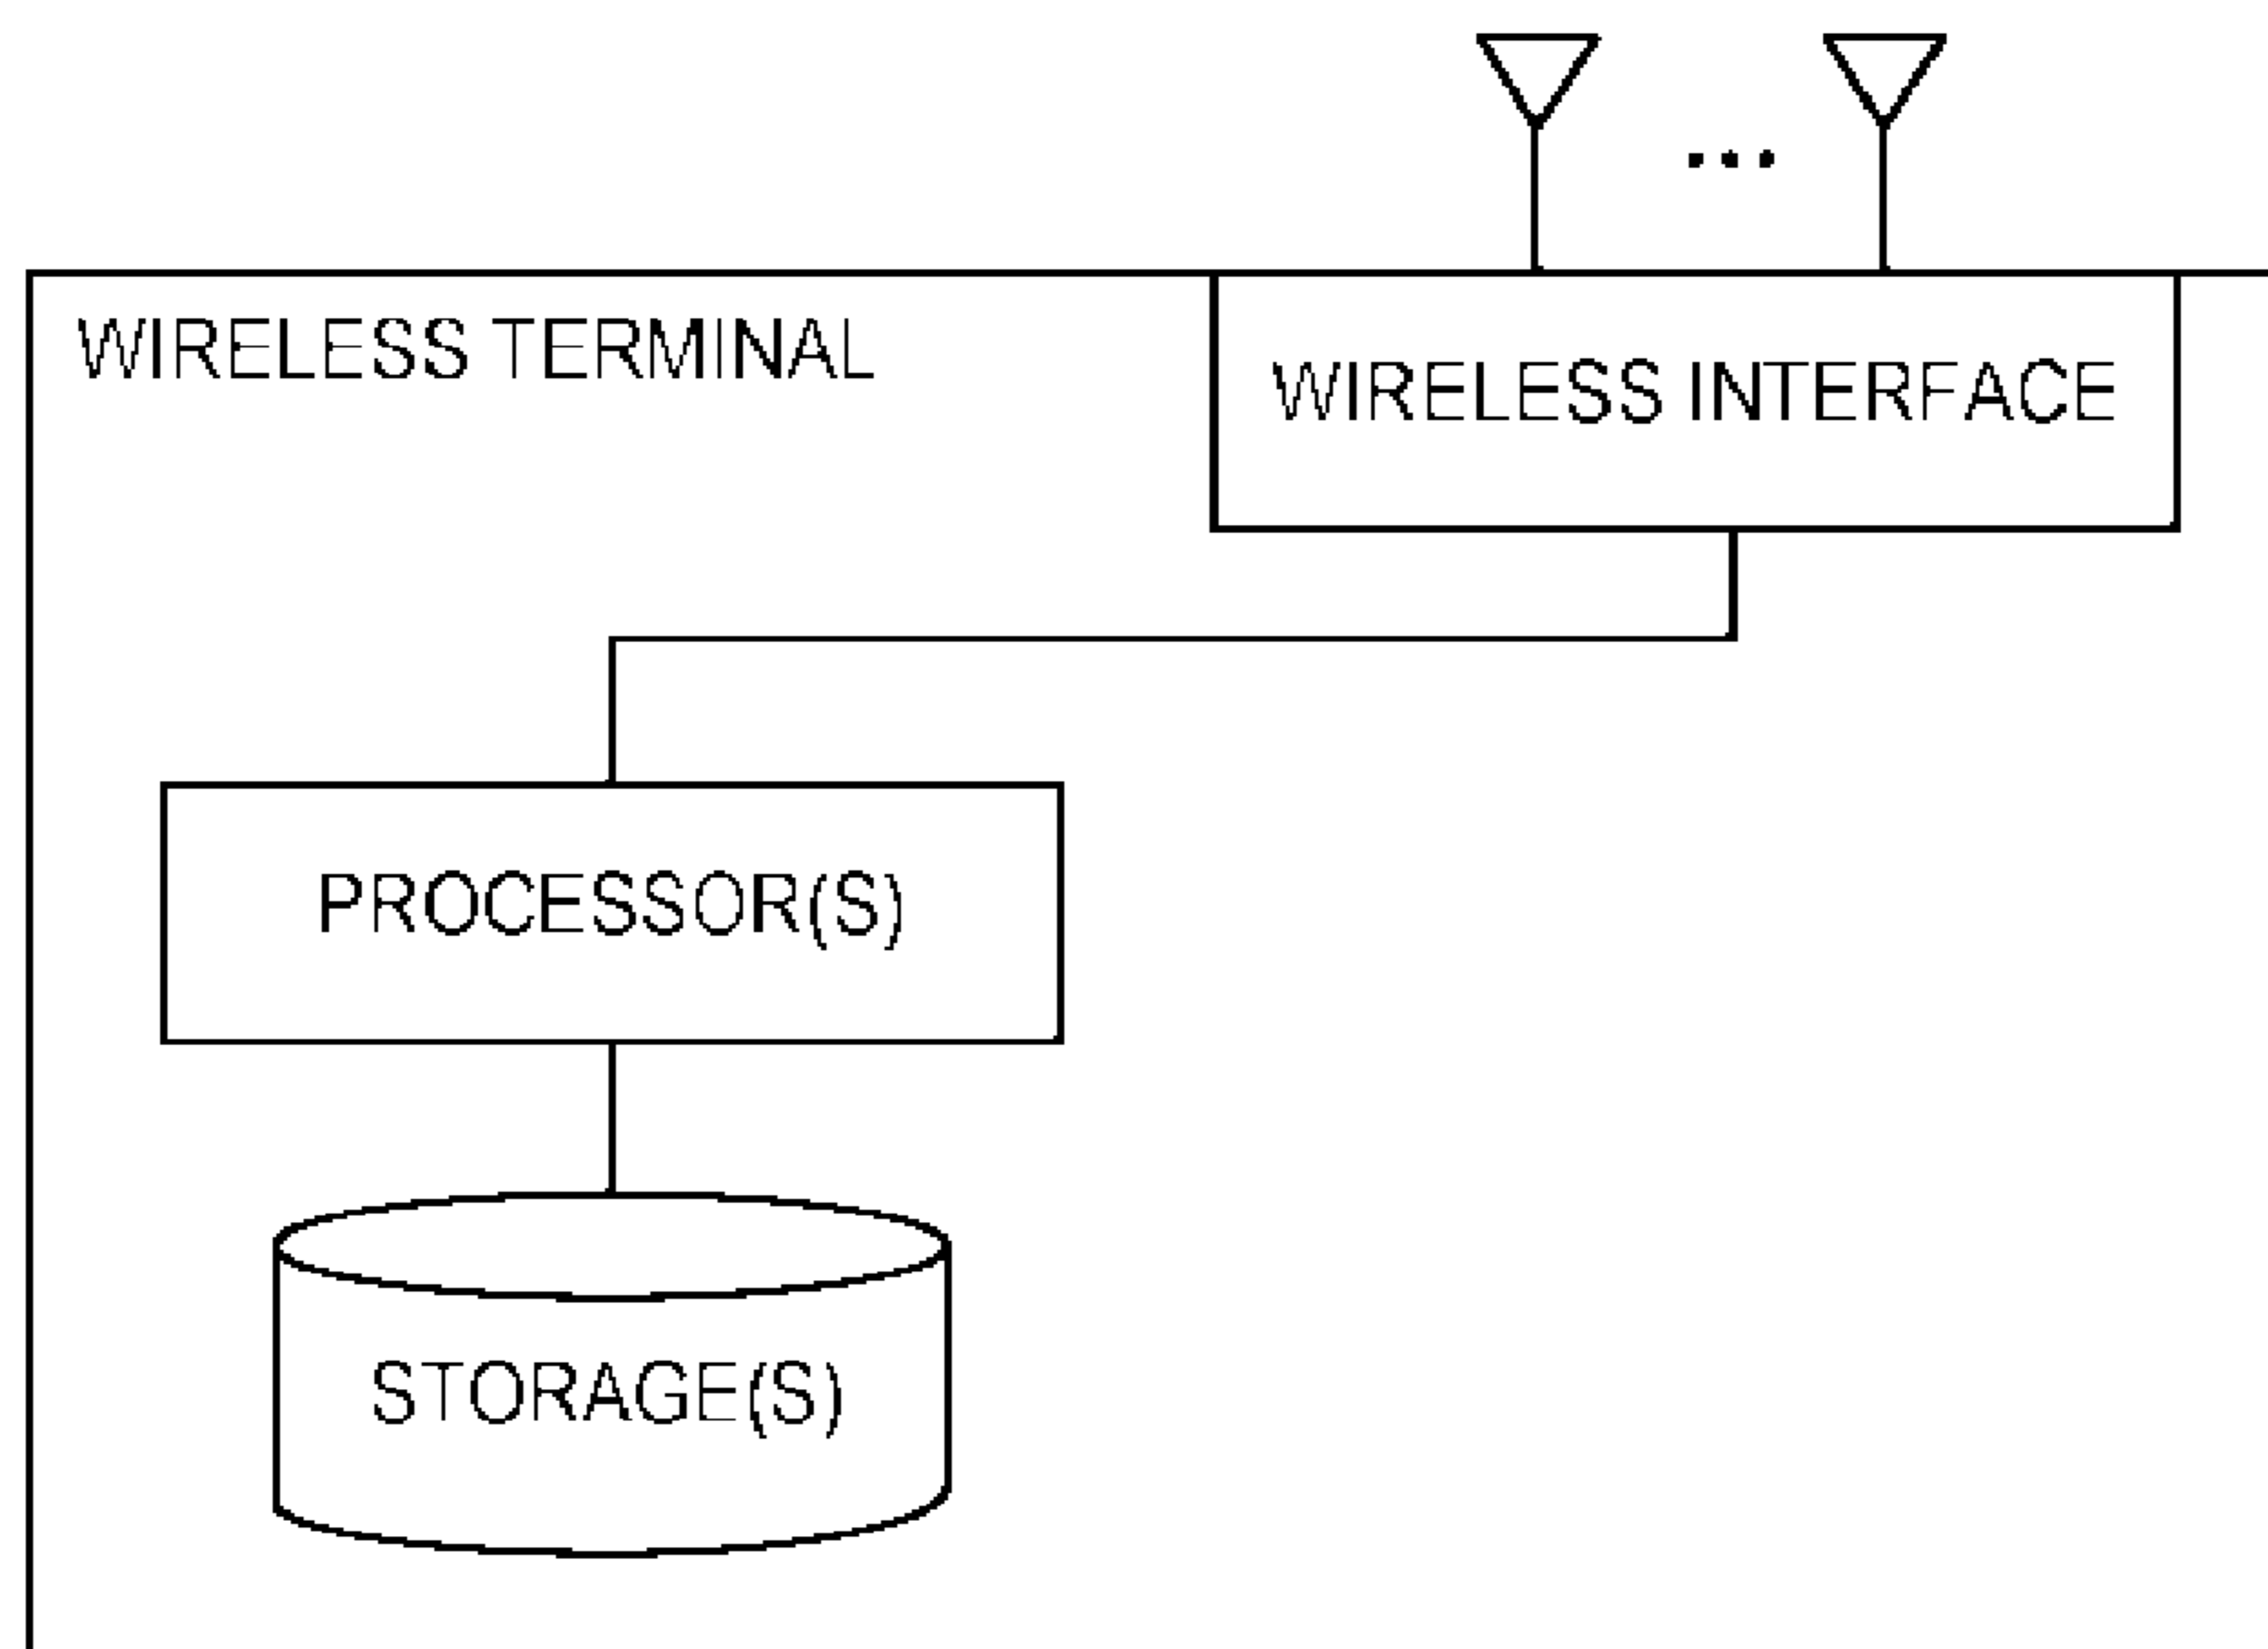 WIRELESS TERMINAL
WIRELESS INTERFACE
PROCESSOR(S)
STORAGE(S)